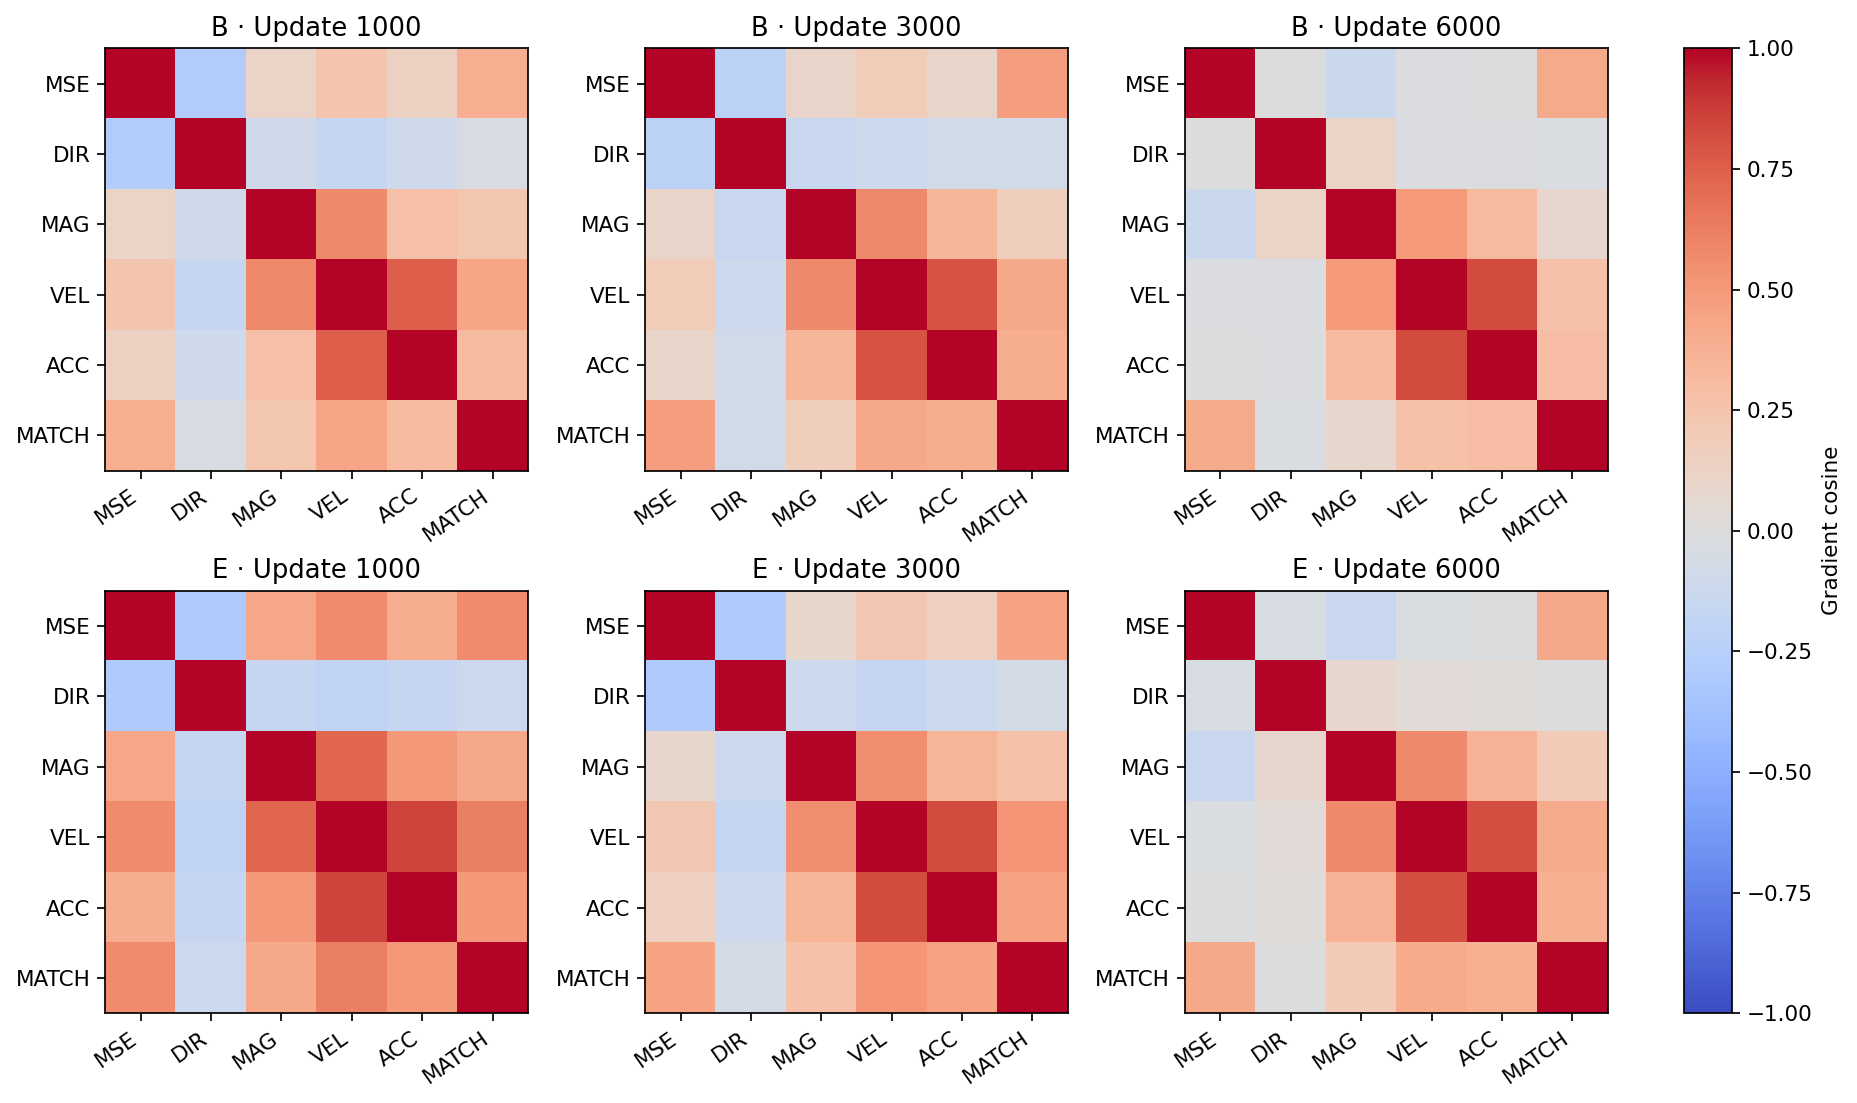 B · Update 1000
MSE
DIR
MAG
VEL
ACC
MATCH
MSE
DIR
MAG
VEL
ACC
MATCH
B · Update 3000
MSE
DIR
MAG
VEL
ACC
MATCH
MSE
DIR
MAG
VEL
ACC
MATCH
B · Update 6000
MSE
DIR
MAG
VEL
ACC
MATCH
MSE
DIR
MAG
VEL
ACC
MATCH
E · Update 1000
MSE
DIR
MAG
VEL
ACC
MATCH
MSE
DIR
MAG
VEL
ACC
MATCH
E · Update 3000
MSE
DIR
MAG
VEL
ACC
MATCH
MSE
DIR
MAG
VEL
ACC
MATCH
E · Update 6000
MSE
DIR
MAG
VEL
ACC
MATCH
MSE
DIR
MAG
VEL
ACC
MATCH
1.00
0.75
0.50
0.25
0.00
−0.25
−0.50
−0.75
−1.00
Gradient cosine